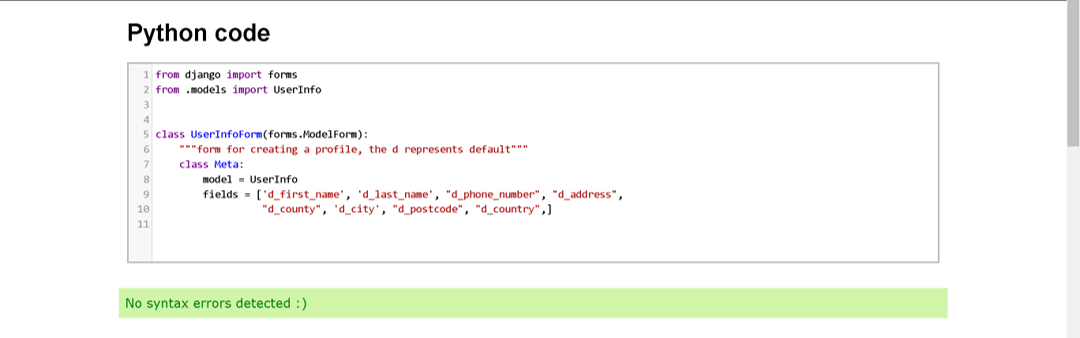 Python code
1 from django import forms
2 from .models import UserInfo
3
4
5 class UserInfoForm(forms.ModelForm):
6     """form for creating a profile, the d represents default"""
7     class Meta:
8         model = UserInfo
9         fields = ['d_first_name', 'd_last_name', "d_phone_number", "d_address",
10                   "d_county", 'd_city', "d_postcode", "d_country",]
11
No syntax errors detected :)